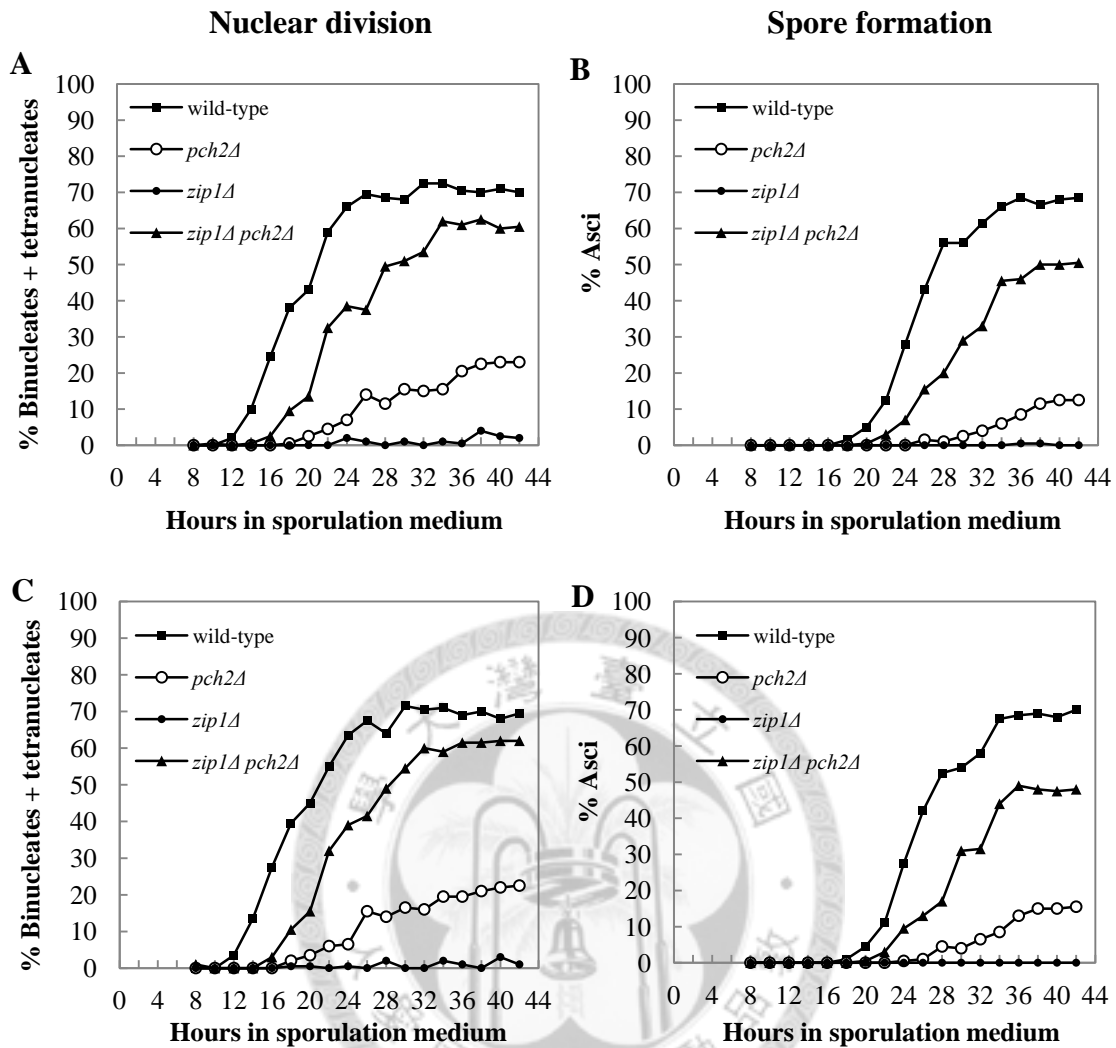 Nuclear division
Spore formation
A
% Binucleates + tetranucleates
100
90
80
70
60
50
40
30
20
10
0
wild-type
pch2Δ
zip1Δ
zip1Δ pch2Δ
0 4 8 12 16 20 24 28 32 36 40 44
Hours in sporulation medium
B
% Asci
100
90
80
70
60
50
40
30
20
10
0
wild-type
pch2Δ
zip1Δ
zip1Δ pch2Δ
0 4 8 12 16 20 24 28 32 36 40 44
Hours in sporulation medium
C
% Binucleates + tetranucleates
100
90
80
70
60
50
40
30
20
10
0
wild-type
pch2Δ
zip1Δ
zip1Δ pch2Δ
0 4 8 12 16 20 24 28 32 36 40 44
Hours in sporulation medium
D
% Asci
100
90
80
70
60
50
40
30
20
10
0
wild-type
pch2Δ
zip1Δ
zip1Δ pch2Δ
0 4 8 12 16 20 24 28 32 36 40 44
Hours in sporulation medium
學 大 灣 臺 立 國